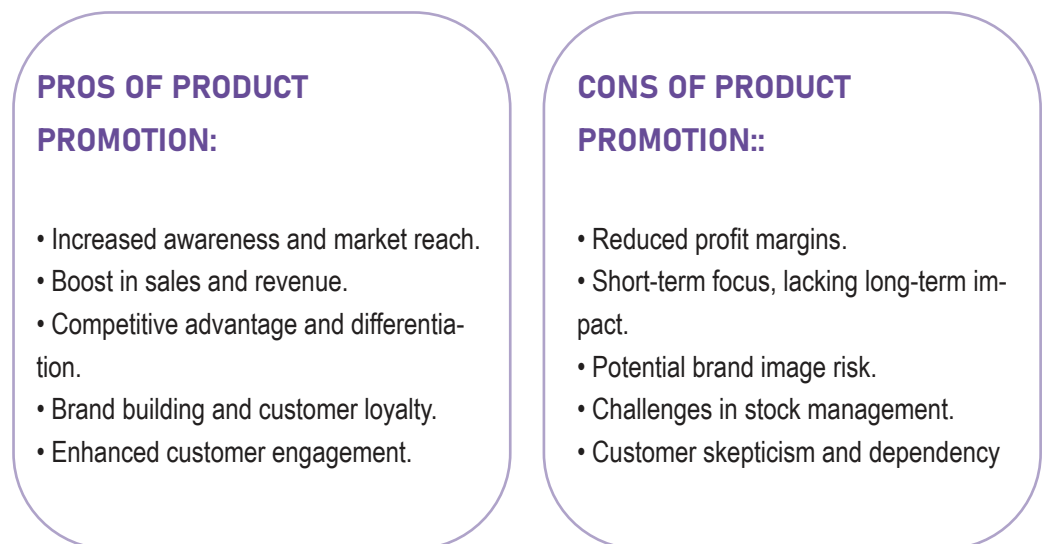 PROS OF PRODUCT
PROMOTION:
• Increased awareness and market reach.
• Boost in sales and revenue.
• Competitive advantage and differentia-
tion.
• Brand building and customer loyalty.
• Enhanced customer engagement.
CONS OF PRODUCT
PROMOTION::
• Reduced profit margins.
• Short-term focus, lacking long-term im-
pact.
• Potential brand image risk.
• Challenges in stock management.
• Customer skepticism and dependency